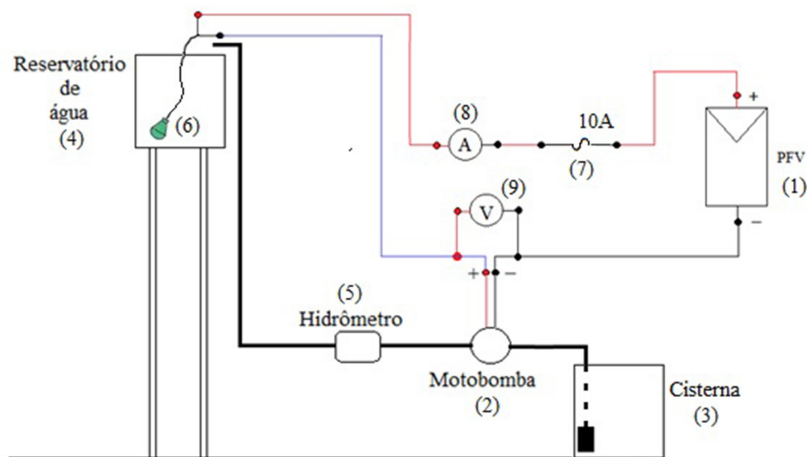 Reservatório
de
água
(4)
(6)
(8)
A
10A
(7)
+
PFV
(1)
−
(9)
V
+ −
(5)
Hidrômetro
Motobomba
(2)
Cisterna
(3)